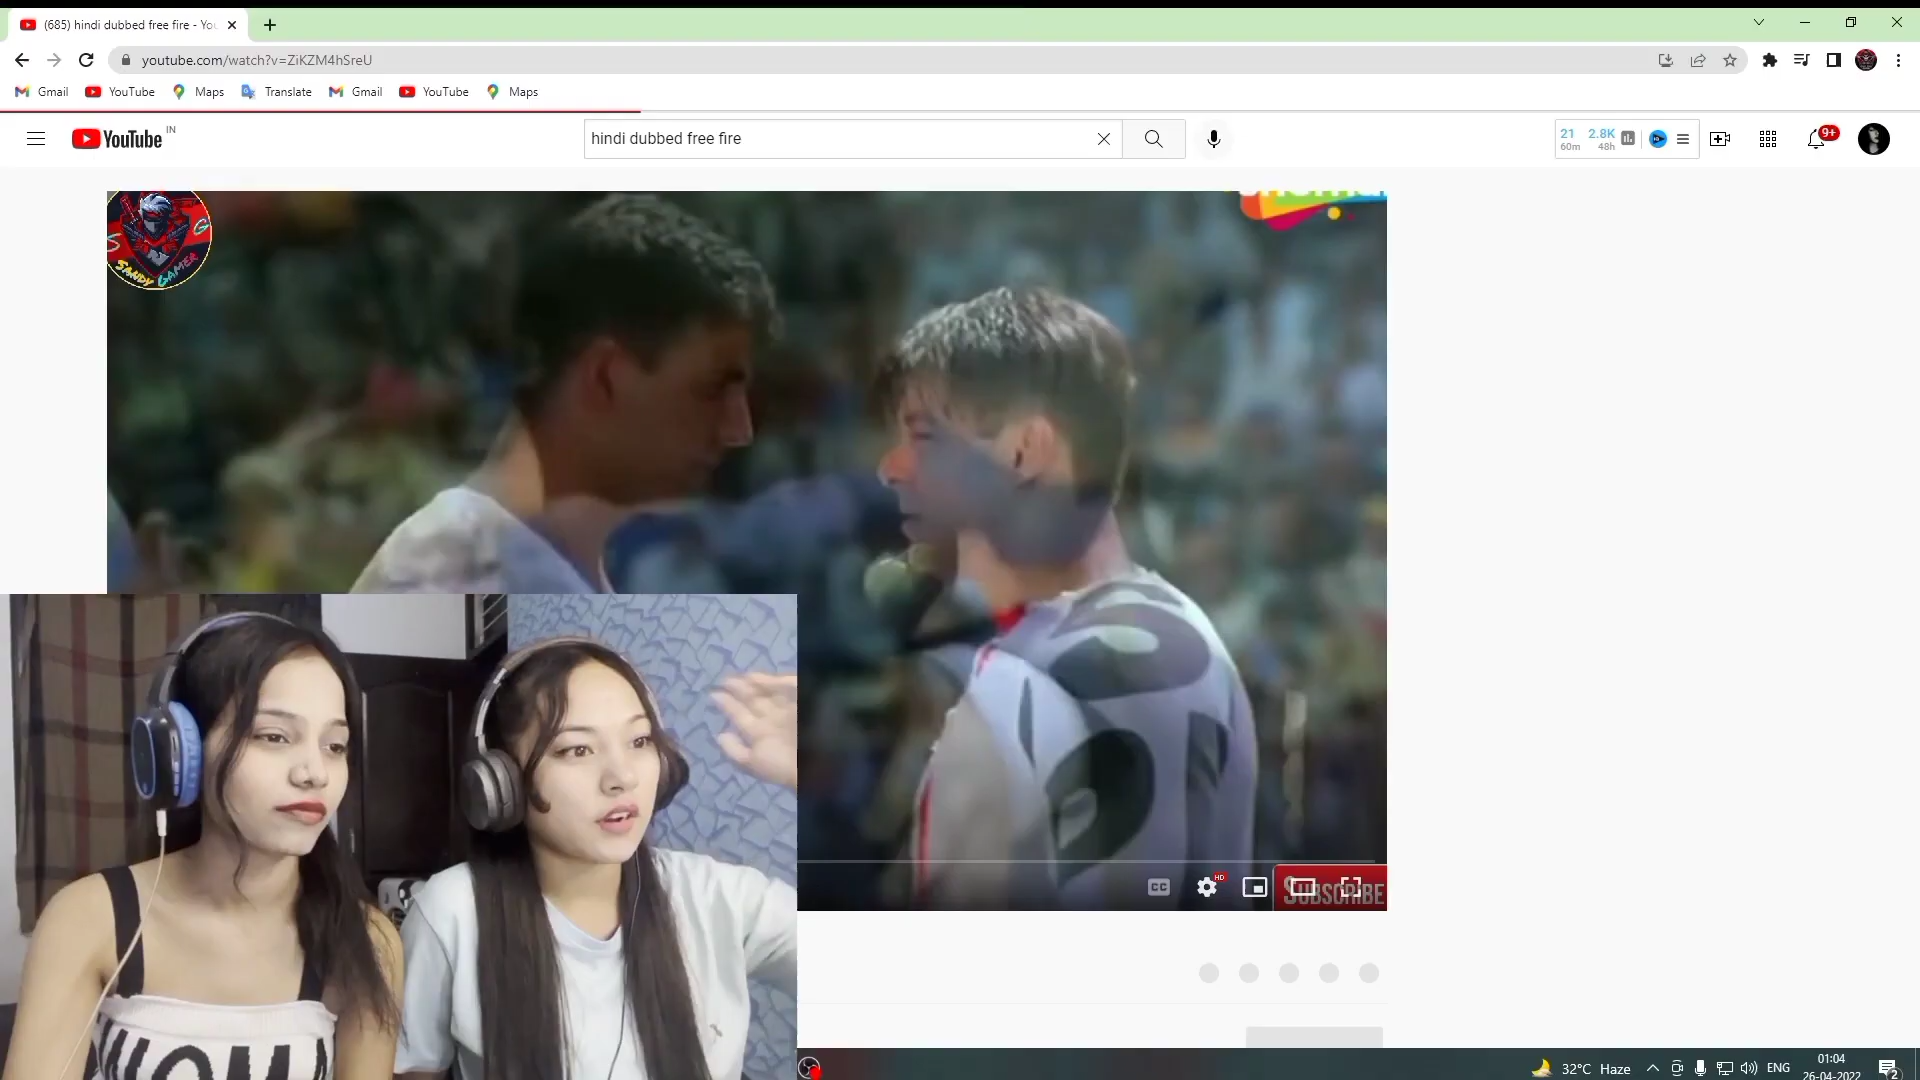 (685) hindi dubbed free fire - You
youtube.com/watch?v=ZiKZM4hSreU
Gmail
YouTube
Maps
Translate
Gmail
YouTube
Maps
YouTube IN
hindi dubbed free fire
21 2.8K
60m 48h
9+
S G
SANDY GAMER
CC
HD
SUBSCRIBE
32°C Haze
ENG
01:04
26-04-2022
2